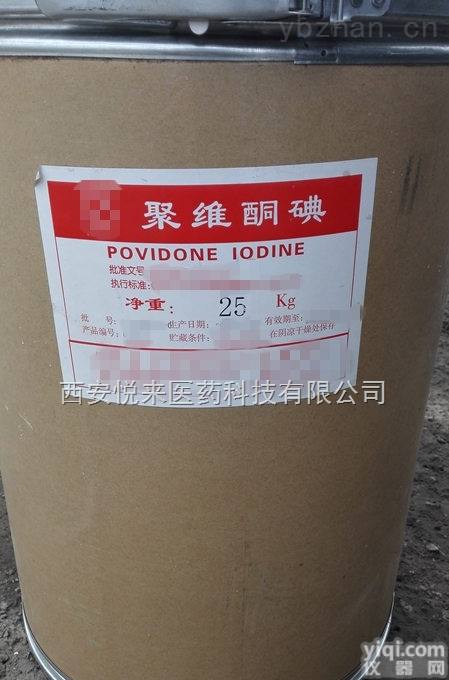 ybzhan.cn
聚维酮碘
POVIDONE IODINE
批准文号
执行标准:
净重: 25 Kg
批 号: 生产日期: 有效期至:
产品编号: 贮藏条件: 在阴凉干燥处保存
西安悦来医药科技有限公司
yiqi.com
仪器网